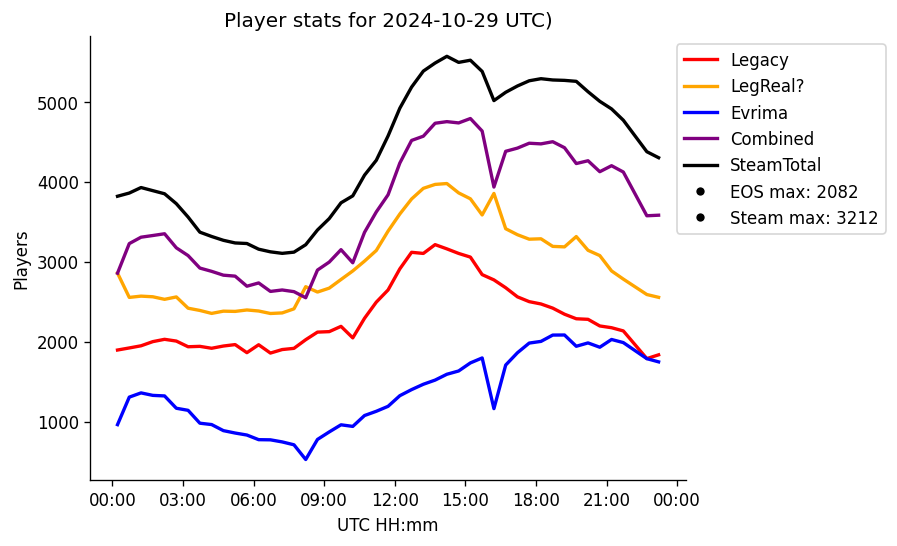 Player stats for 2024-10-29 UTC)
Legacy
LegReal?
Evrima
Combined
SteamTotal
EOS max: 2082
Steam max: 3212
Players
5000
4000
3000
2000
1000
00:00 03:00 06:00 09:00 12:00 15:00 18:00 21:00 00:00
UTC HH:mm